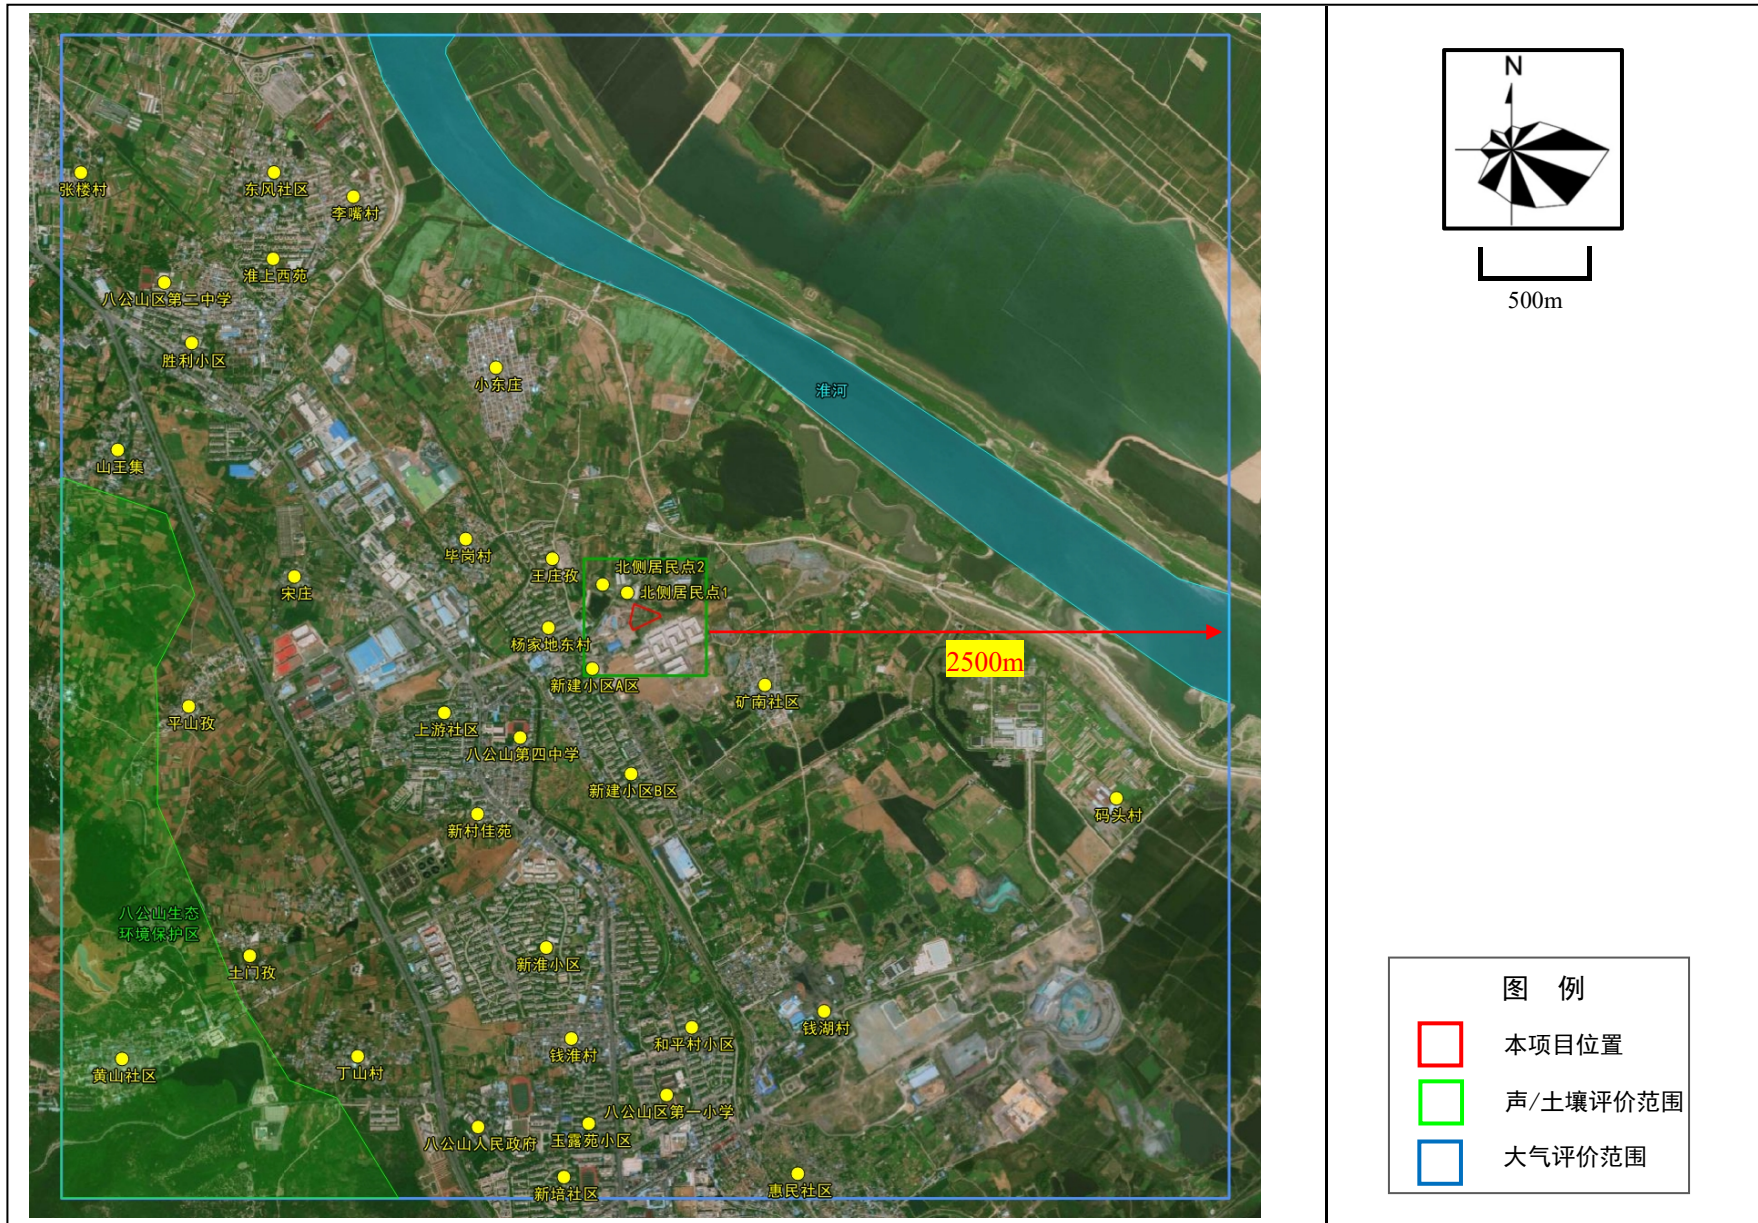 N
500m
张楼村
东风社区
李嘴村
淮上西苑
八公山区第二中学
胜利小区
小东庄
淮河
山王集
毕岗村
王庄孜
北侧居民点2
北侧居民点1
宋庄
杨家地东村
2500m
新建小区A区
矿南社区
平山孜
上游社区
八公山第四中学
新建小区B区
码头村
新村佳苑
八公山生态
环境保护区
土门孜
新淮小区
钱湖村
和平村小区
钱淮村
黄山社区
丁山村
八公山区第一小学
八公山人民政府
玉露苑小区
新培社区
惠民社区
图 例
本项目位置
声/土壤评价范围
大气评价范围